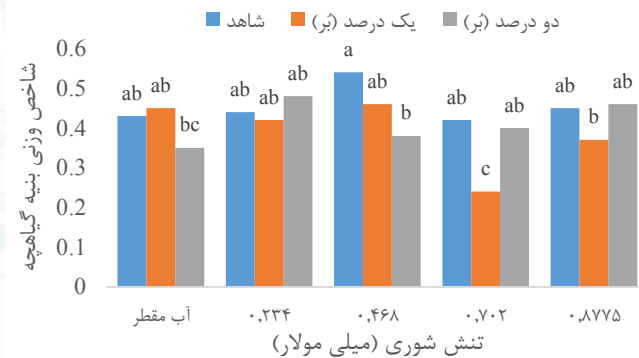 شاهد یک درصد (بُر) دو درصد (بُر)
شاخص وزنی بنیه گیاهچه
0.6
0.5
0.4
0.3
0.2
0.1
0
ab ab bc
ab ab ab
a ab b
ab c ab
ab b ab
آب مقطر ۰,۲۳۴ ۰,۴۶۸ ۰,۷۰۲ ۰,۸۷۷۵
تنش شوری (میلی مولار)